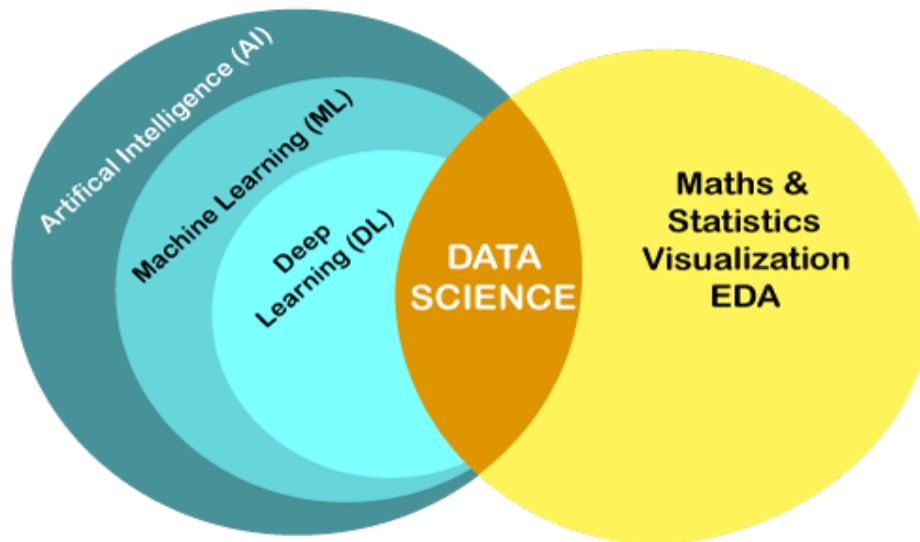 Artifical Intelligence (AI)
Machine Learning (ML)
Deep
Learning (DL)
DATA
SCIENCE
Maths &
Statistics
Visualization
EDA